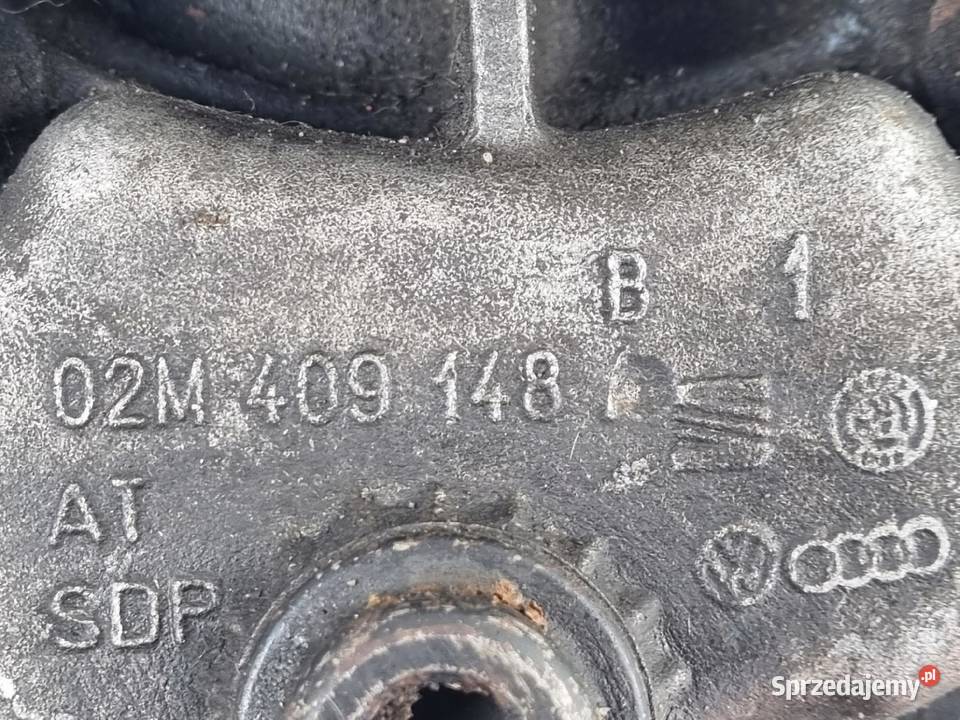 B 1
02M 409 148
AT
SDP
Sprzedajemy.pl